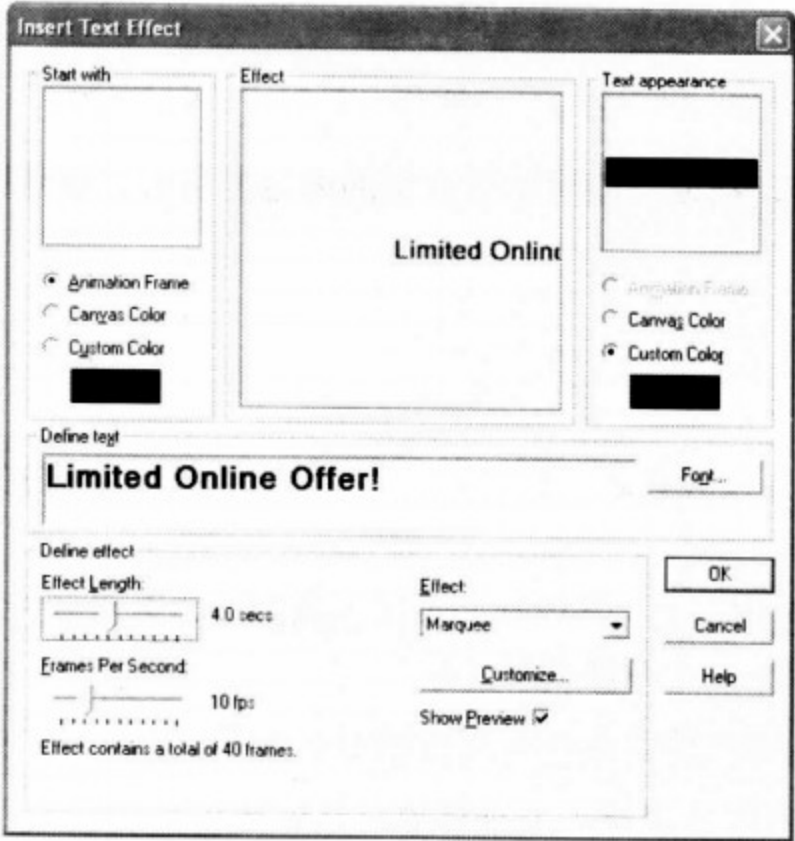 Insert Text Effect
Start with
Effect
Text appearance
Limited Onlin
Animation Frame
Canvas Color
Custom Color
Animation Frame
Canvas Color
Custom Color
Define text
Limited Online Offer!
Font...
Define effect
Effect Length:
4.0 secs
Effect:
Marquee
OK
Cancel
Frames Per Second:
10 fps
Customize...
Help
Show Preview
Effect contains a total of 40 frames.